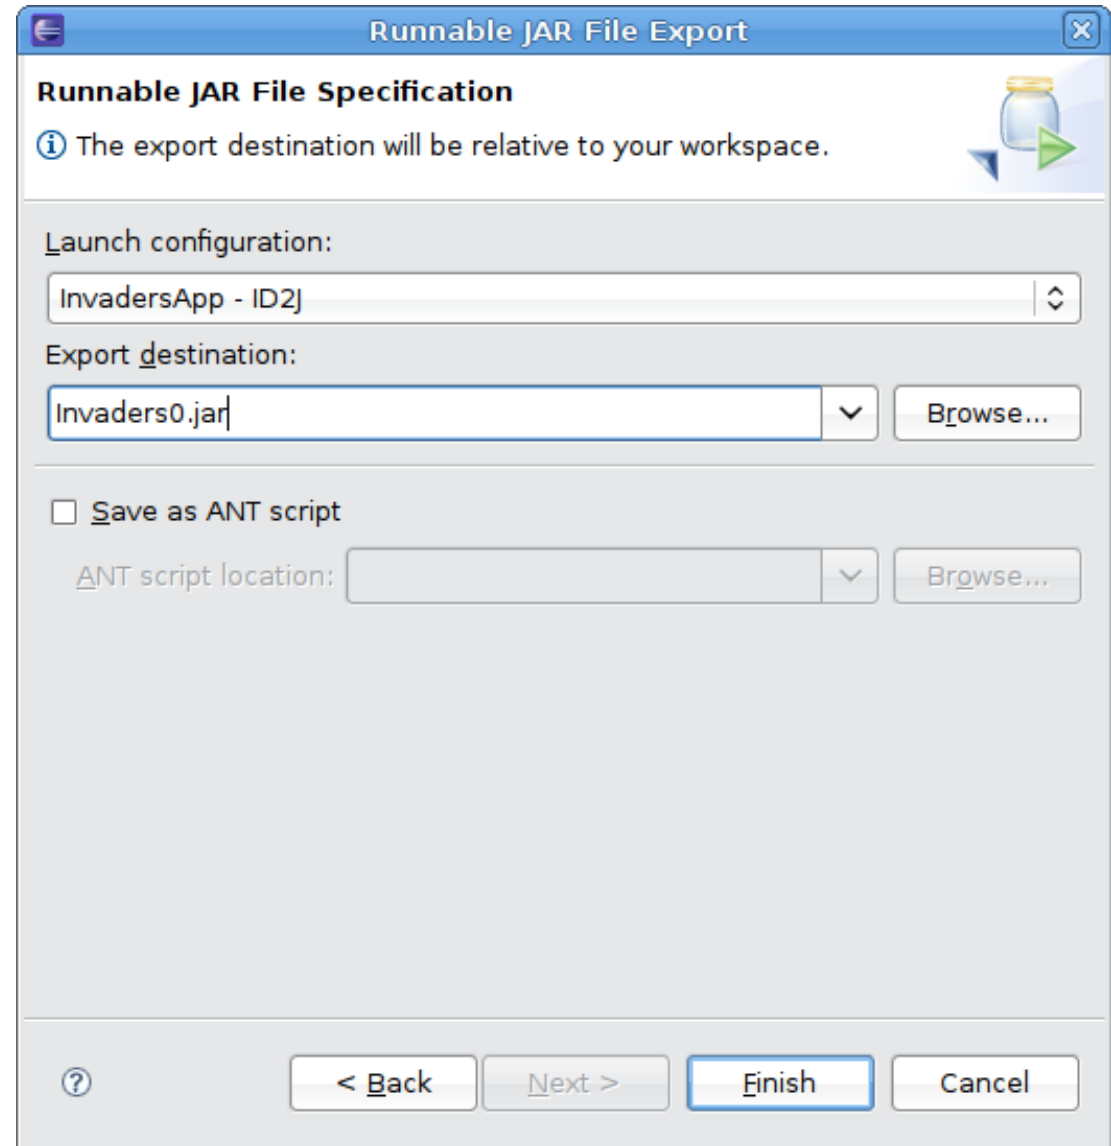 Runnable JAR File Export
Runnable JAR File Specification
The export destination will be relative to your workspace.
Launch configuration:
InvadersApp - ID2J
Export destination:
Invaders0.jar Browse...
Save as ANT script
ANT script location: Browse...
< Back Next > Finish Cancel